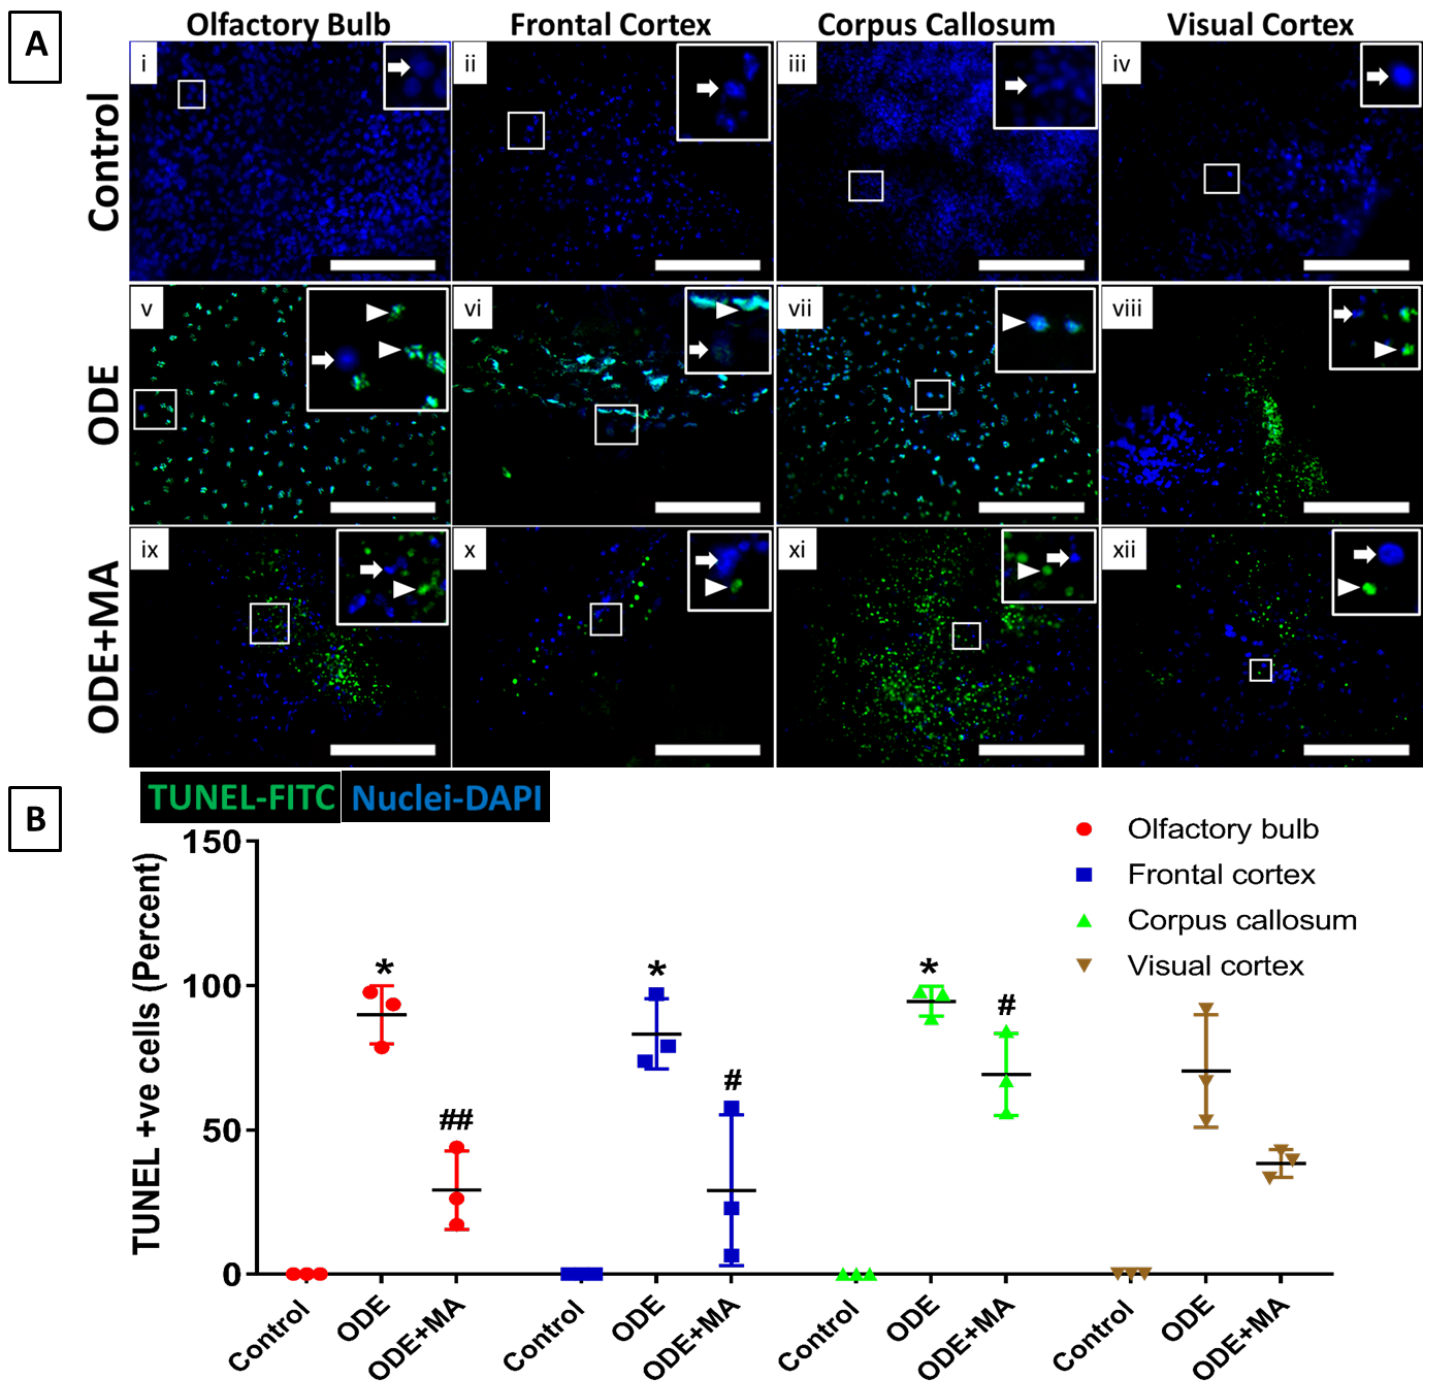 A
Olfactory Bulb Frontal Cortex Corpus Callosum Visual Cortex
Control
i ii iii iv
ODE
v vi vii viii
ODE+MA
ix x xi xii
TUNEL-FITC Nuclei-DAPI
B
TUNEL +ve cells (Percent)
150
100
50
0
Olfactory bulb
Frontal cortex
Corpus callosum
Visual cortex
* * *
# #
##
Control ODE ODE+MA Control ODE ODE+MA Control ODE ODE+MA Control ODE ODE+MA